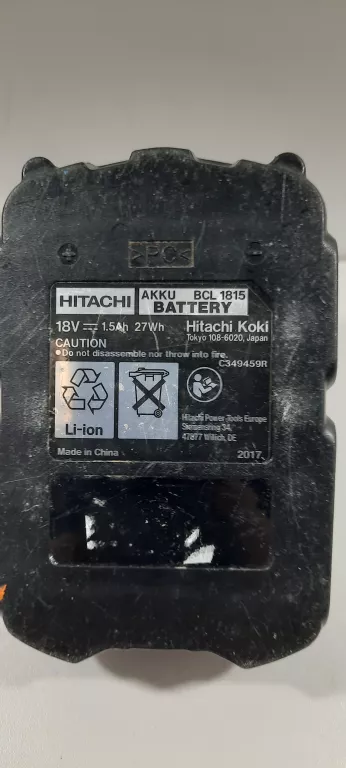 >PC<
HITACHI
AKKU BCL 1815
BATTERY
18V ⎓ 1.5Ah 27Wh
Hitachi Koki
Tokyo 108-6020, Japan
CAUTION
●Do not disassemble nor throw into fire.
C349459R
Li-ion
Hitachi Power Tools Europe
Siemensring 34,
47877 Willich, DE
Made in China
2017